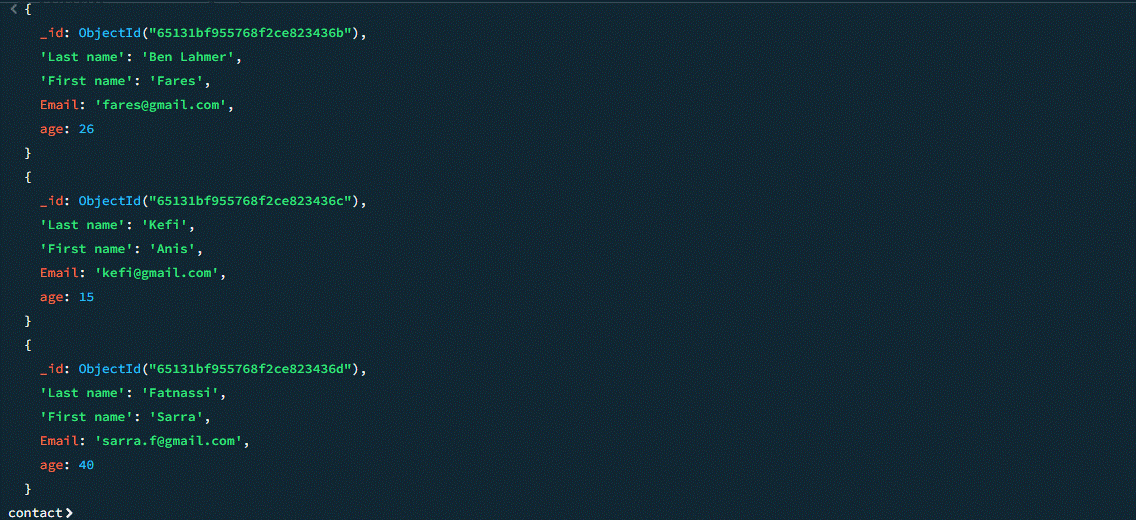 {
_id: ObjectId("65131bf955768f2ce823436b"),
'Last name': 'Ben Lahmer',
'First name': 'Fares',
Email: 'fares@gmail.com',
age: 26
}
{
_id: ObjectId("65131bf955768f2ce823436c"),
'Last name': 'Kefi',
'First name': 'Anis',
Email: 'kefi@gmail.com',
age: 15
}
{
_id: ObjectId("65131bf955768f2ce823436d"),
'Last name': 'Fatnassi',
'First name': 'Sarra',
Email: 'sarra.f@gmail.com',
age: 40
}
contact>